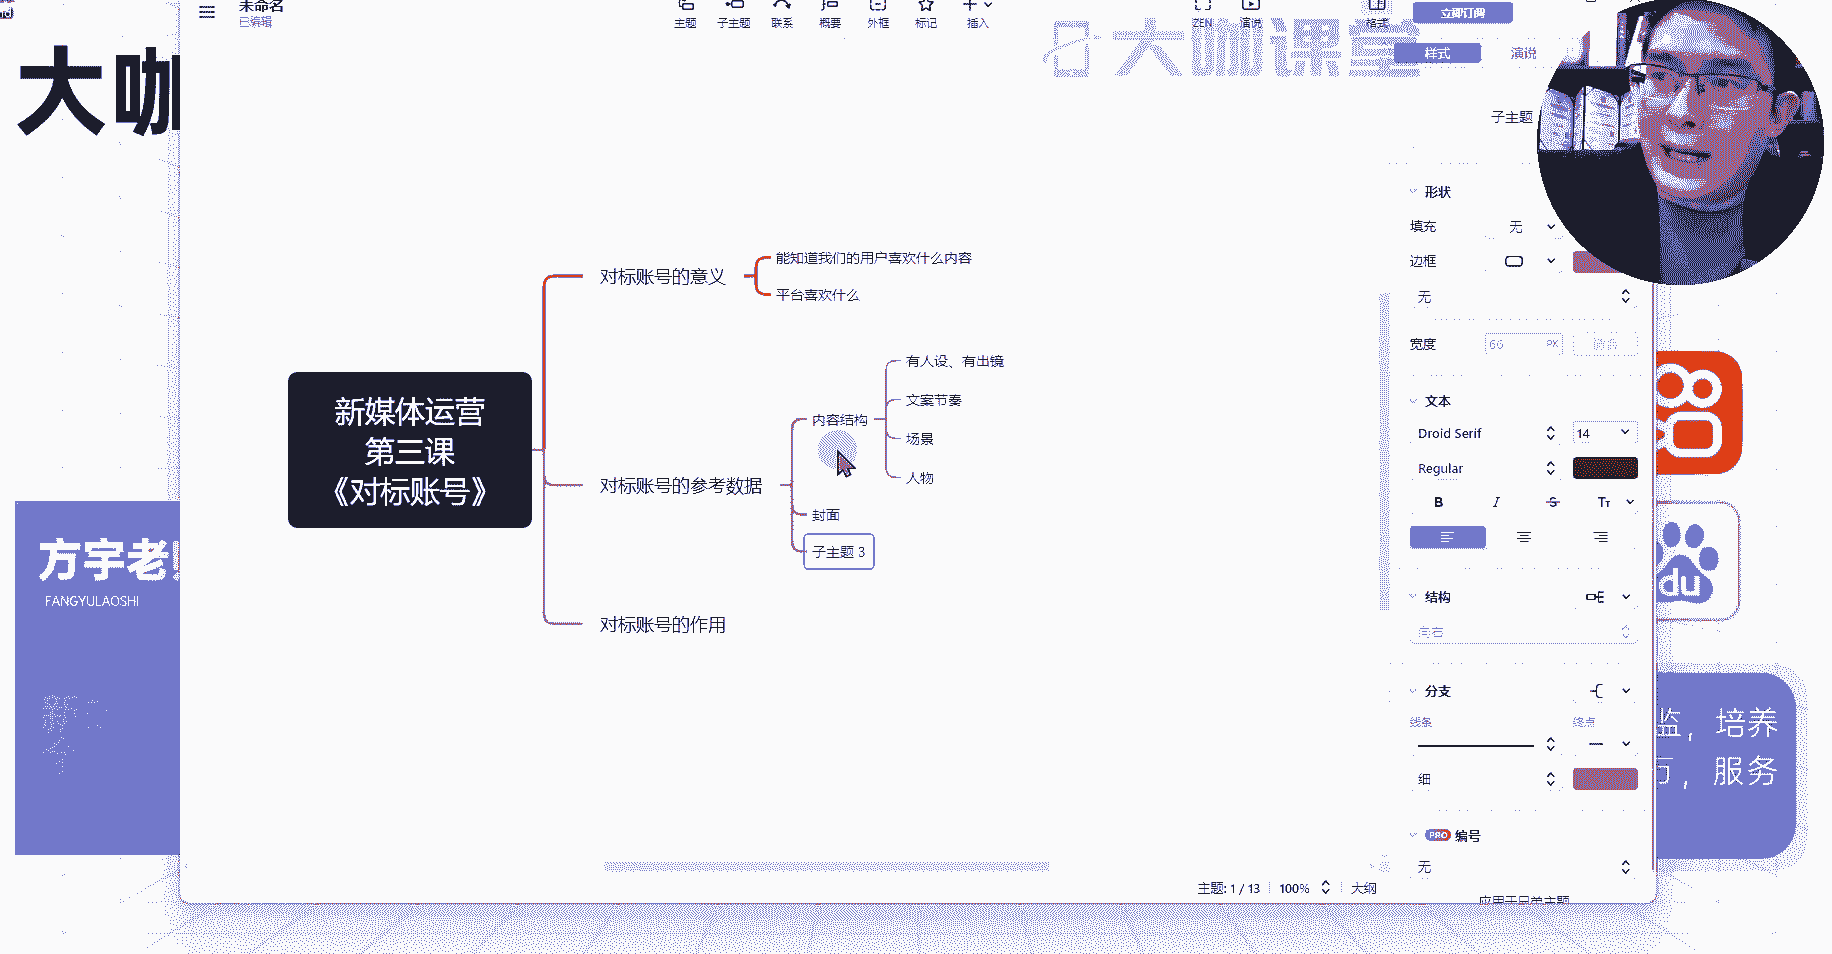 未命名
已编辑
主题
子主题
联系
概要
外框
标记
插入
ZEN
演说
格式
立即订阅
大咖
大咖课堂
样式
演说
子主题
形状
填充
无
边框
无
宽度
66
PX
文本
Droid Serif
14
Regular
B
I
S
TT
结构
向右
分支
线条
终点
细
PRO 编号
无
应用于兄弟主题
新媒体运营
第三课
《对标账号》
对标账号的意义
能知道我们的用户喜欢什么内容
平台喜欢什么
对标账号的参考数据
内容结构
有人设、有出镜
文案节奏
场景
人物
封面
子主题 3
对标账号的作用
方宇老
FANGYULAOSHI
du
监，培养
万，服务
主题: 1 / 13
100%
大纲